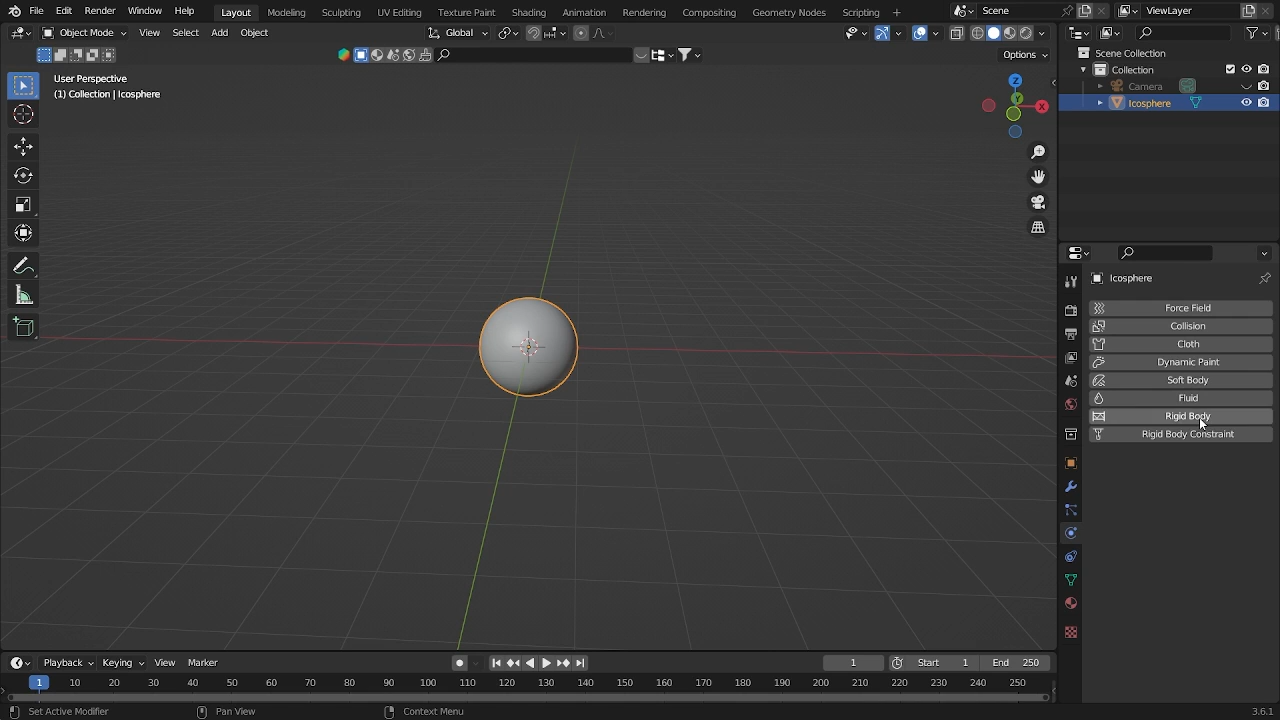 File Edit Render Window Help Layout Modeling Sculpting UV Editing Texture Paint Shading Animation Rendering Compositing Geometry Nodes Scripting + Scene ViewLayer
Object Mode View Select Add Object Global
Options
User Perspective
(1) Collection | Icosphere
Z
Y
X
Scene Collection
Collection
Camera
Icosphere
Icosphere
Force Field
Collision
Cloth
Dynamic Paint
Soft Body
Fluid
Rigid Body
Rigid Body Constraint
Playback Keying View Marker 1 Start 1 End 250
1 10 20 30 40 50 60 70 80 90 100 110 120 130 140 150 160 170 180 190 200 210 220 230 240 250
Set Active Modifier Pan View Context Menu 3.6.1